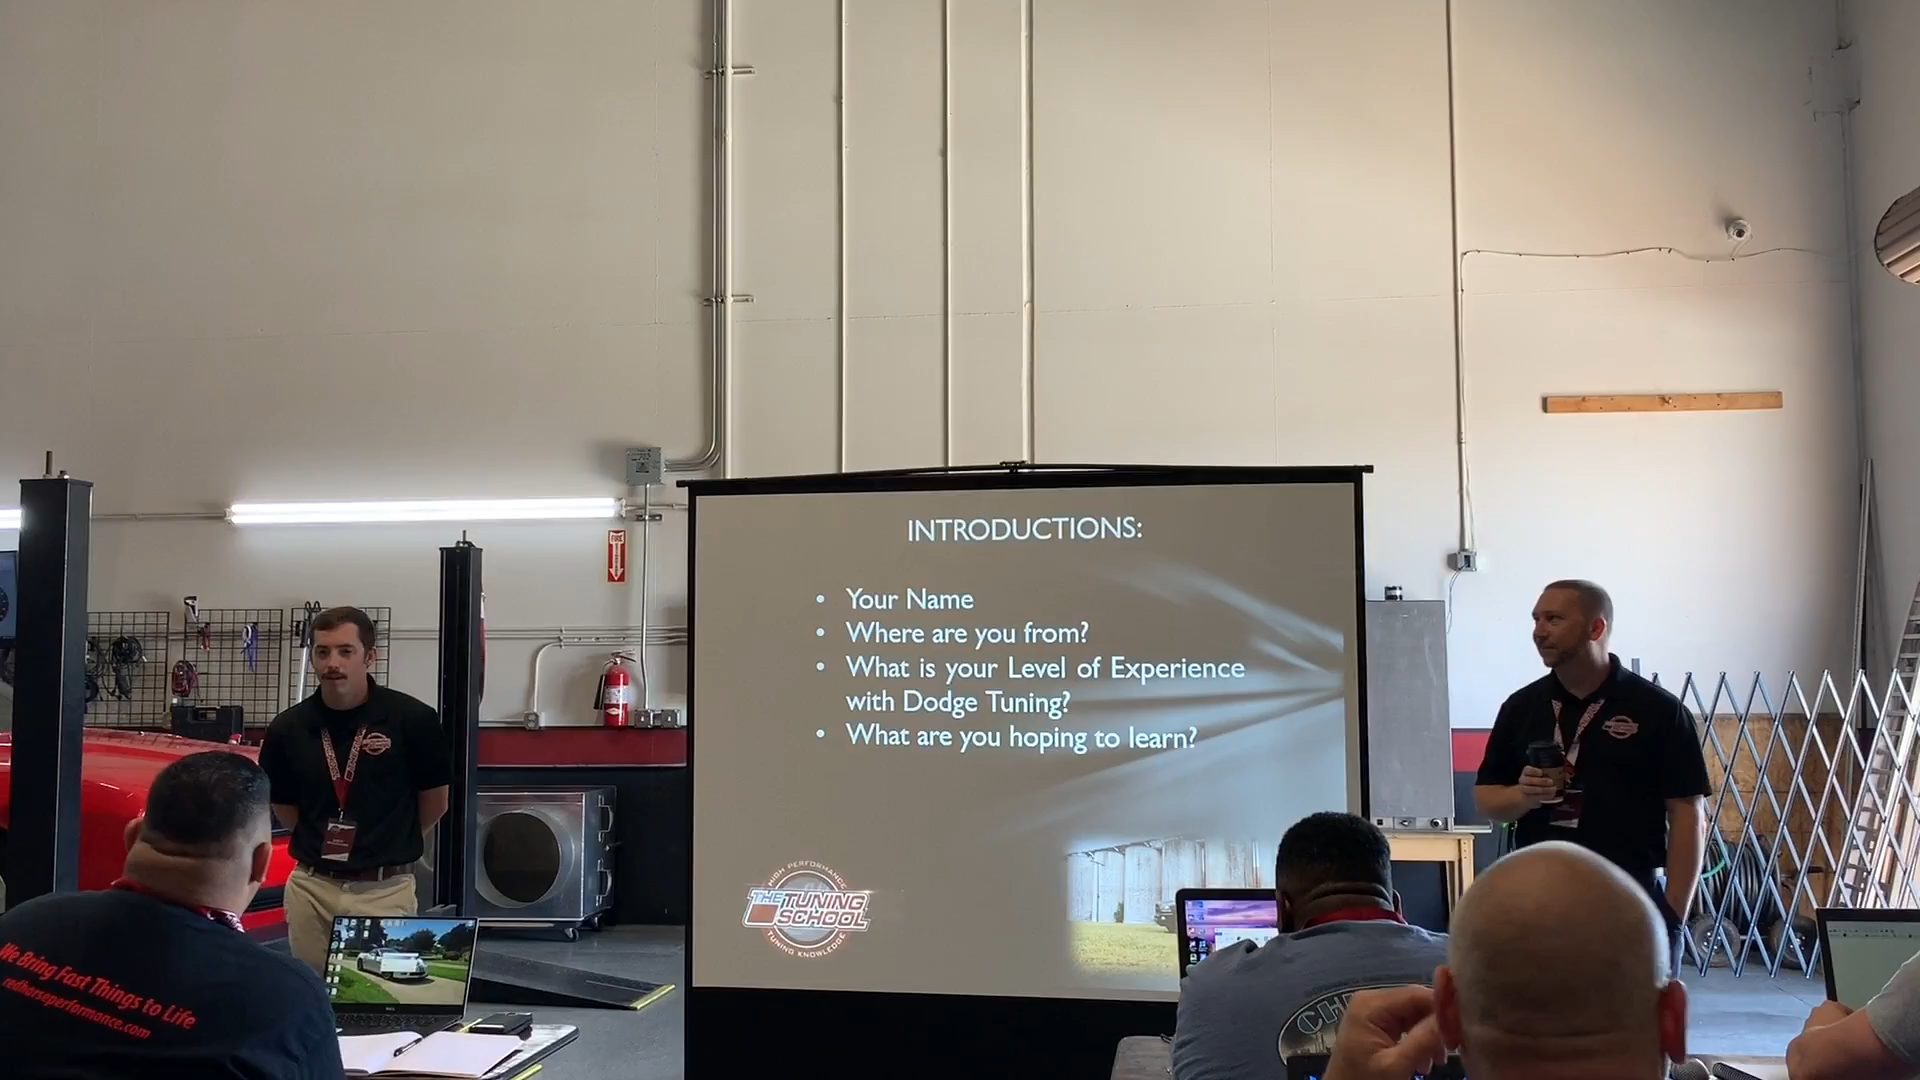 FIRE
INTRODUCTIONS:
• Your Name
• Where are you from?
• What is your Level of Experience
with Dodge Tuning?
• What are you hoping to learn?
HIGH PERFORMANCE
THE TUNING
SCHOOL
TUNING KNOWLEDGE
We Bring Fast Things to Life
redhorseperformance.com